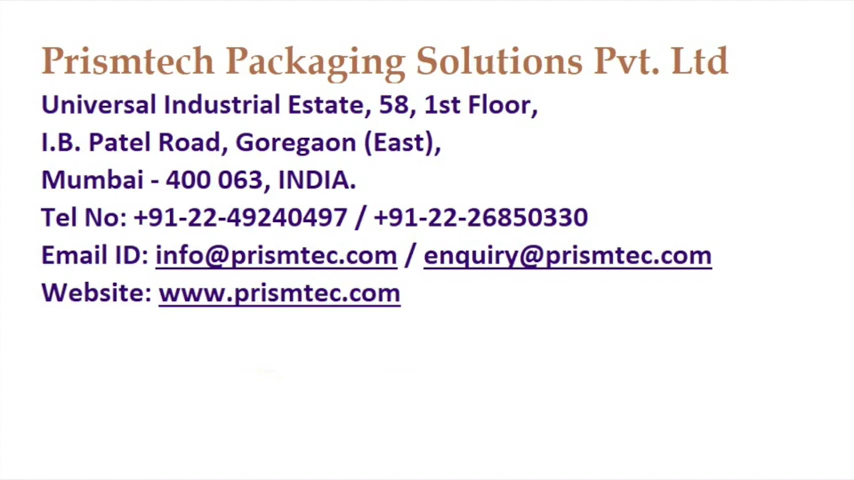 Prismtech Packaging Solutions Pvt. Ltd
Universal Industrial Estate, 58, 1st Floor,
I.B. Patel Road, Goregaon (East),
Mumbai - 400 063, INDIA.
Tel No: +91-22-49240497 / +91-22-26850330
Email ID: info@prismtec.com / enquiry@prismtec.com
Website: www.prismtec.com